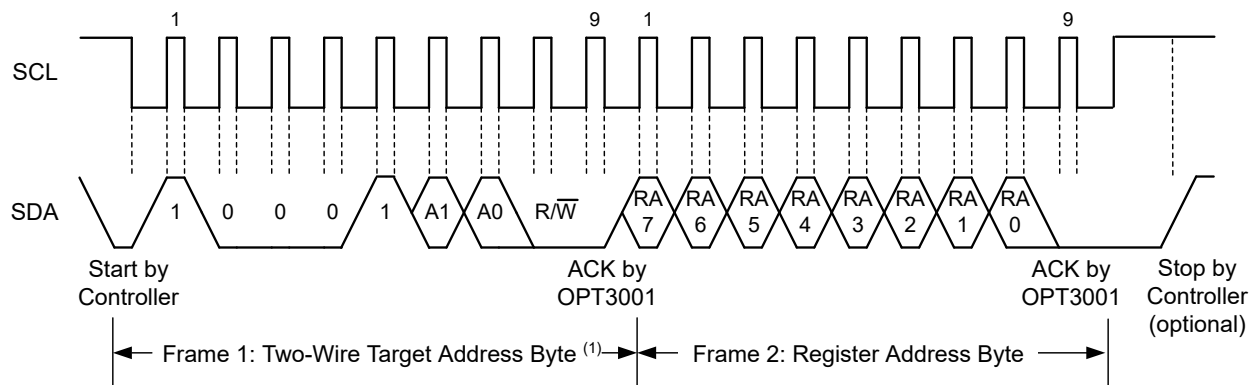 1 9 1 9
SCL
SDA
1 0 0 0 1 A1 A0 R/W̅ RA 7 RA 6 RA 5 RA 4 RA 3 RA 2 RA 1 RA 0
Start by
Controller
ACK by
OPT3001
ACK by
OPT3001
Stop by
Controller
(optional)
Frame 1: Two-Wire Target Address Byte (1)
Frame 2: Register Address Byte